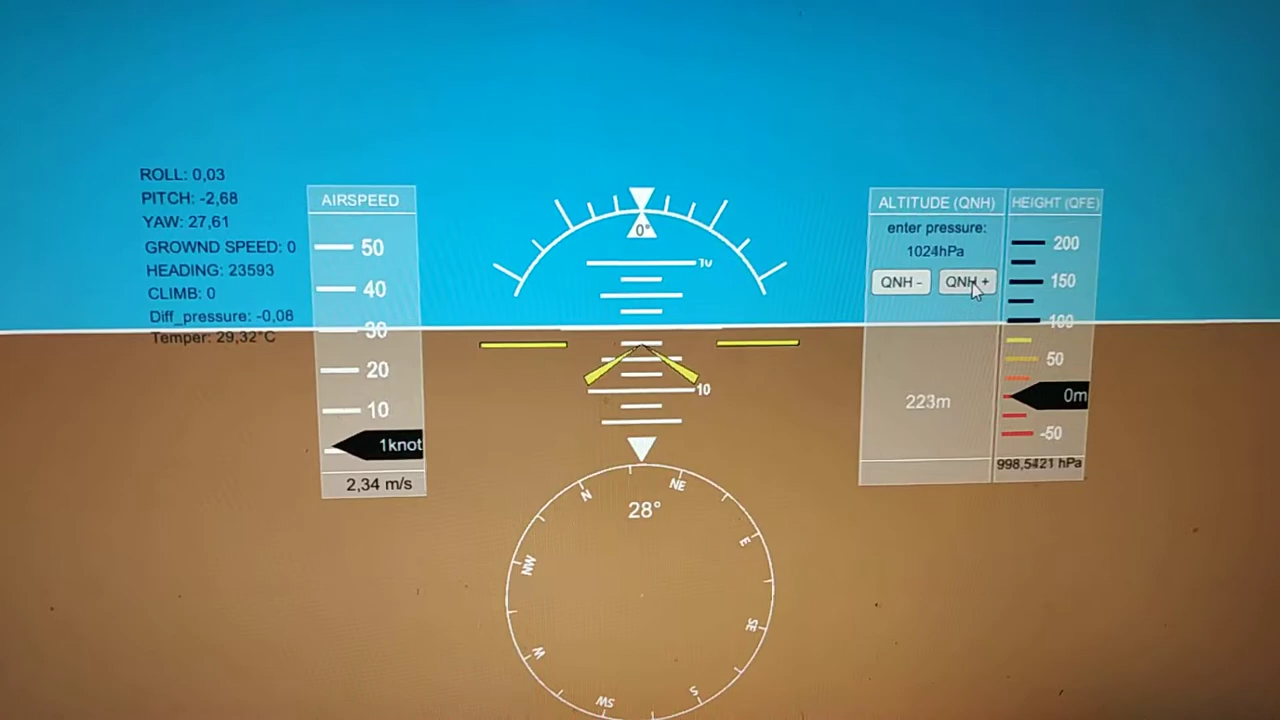 ROLL: 0,03
PITCH: -2,68
YAW: 27,61
GROWND SPEED: 0
HEADING: 23593
CLIMB: 0
Diff_pressure: -0,08
Temper: 29,32°C
AIRSPEED
50
40
30
20
10
1knot
2,34 m/s
0°
10
10
ALTITUDE (QNH)
enter pressure:
1024hPa
QNH -
QNH +
223m
HEIGHT (QFE)
200
150
100
50
0m
-50
998,5421 hPa
28°
N
NE
E
SE
S
SW
W
NW